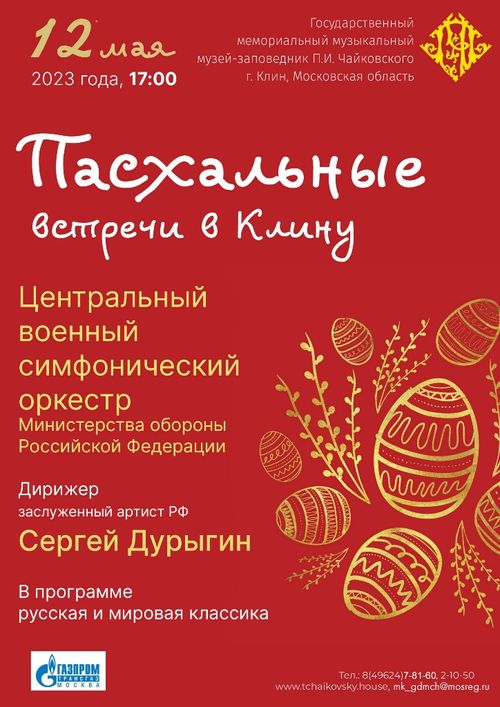 12 мая
2023 года, 17:00
Государственный
мемориальный музыкальный
музей-заповедник П.И. Чайковского
г. Клин, Московская область
Пасхальные
встречи в Клину
Центральный
военный
симфонический
оркестр
Министерства обороны
Российской Федерации
Дирижер
заслуженный артист РФ
Сергей Дурыгин
В программе
русская и мировая классика
ГАЗПРОМ
ТРАНСГАЗ
МОСКВА
Тел.: 8(49624)7-81-60, 2-10-50
www.tchaikovsky.house, mk_gdmch@mosreg.ru